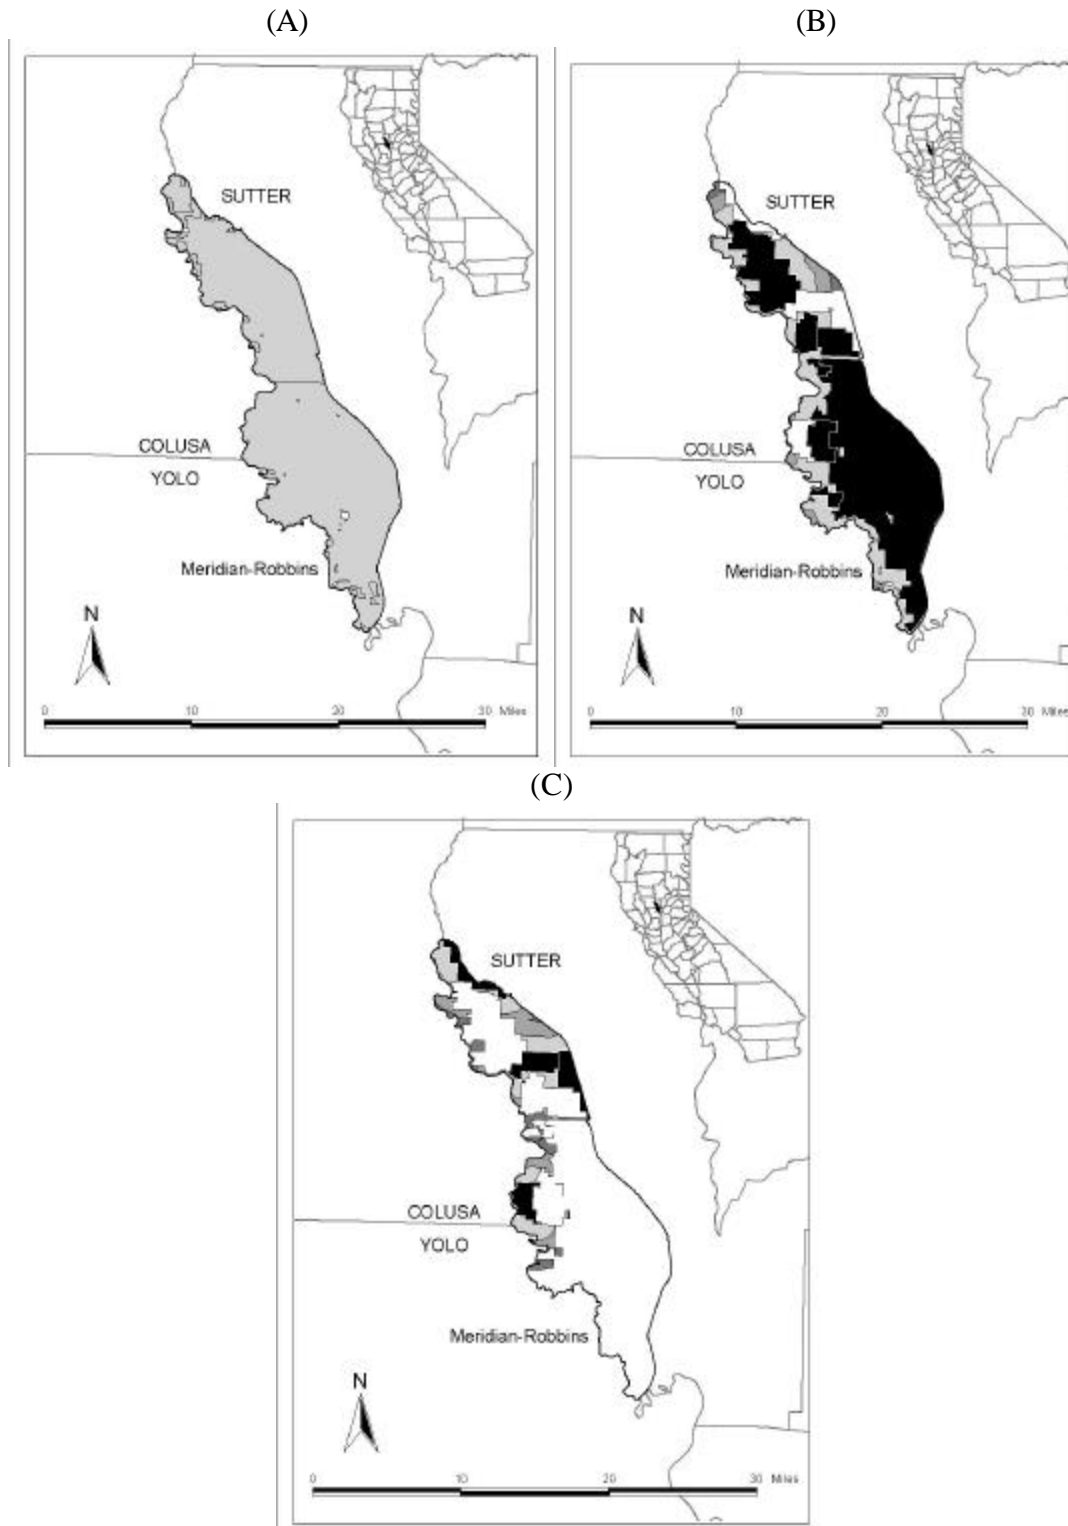 (A)
SUTTER
COLUSA
YOLO
Meridian-Robbins
N
0 10 20 30 Miles
(B)
SUTTER
COLUSA
YOLO
Meridian-Robbins
N
0 10 20 30 Miles
(C)
SUTTER
COLUSA
YOLO
Meridian-Robbins
N
0 10 20 30 Miles